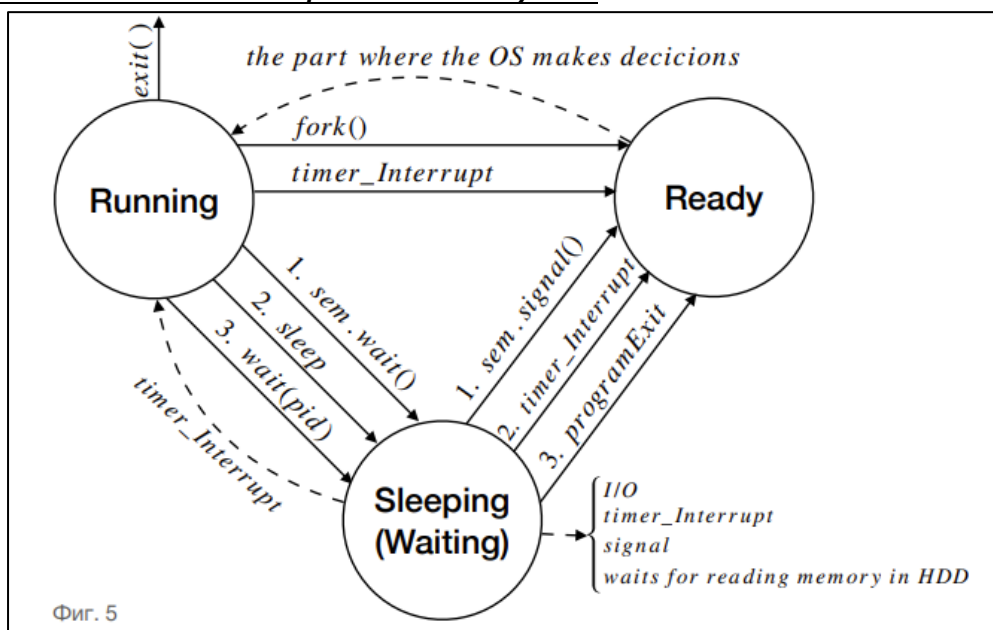 exit( )
the part where the OS makes decicions
fork()
timer_Interrupt
Running
Ready
1. sem.wait()
2. sleep
3. wait(pid)
1. sem.signal()
2. timer_Interrupt
3. programExit
timer_Interrupt
Sleeping
(Waiting)
I/O
timer_Interrupt
signal
waits for reading memory in HDD
Фиг. 5